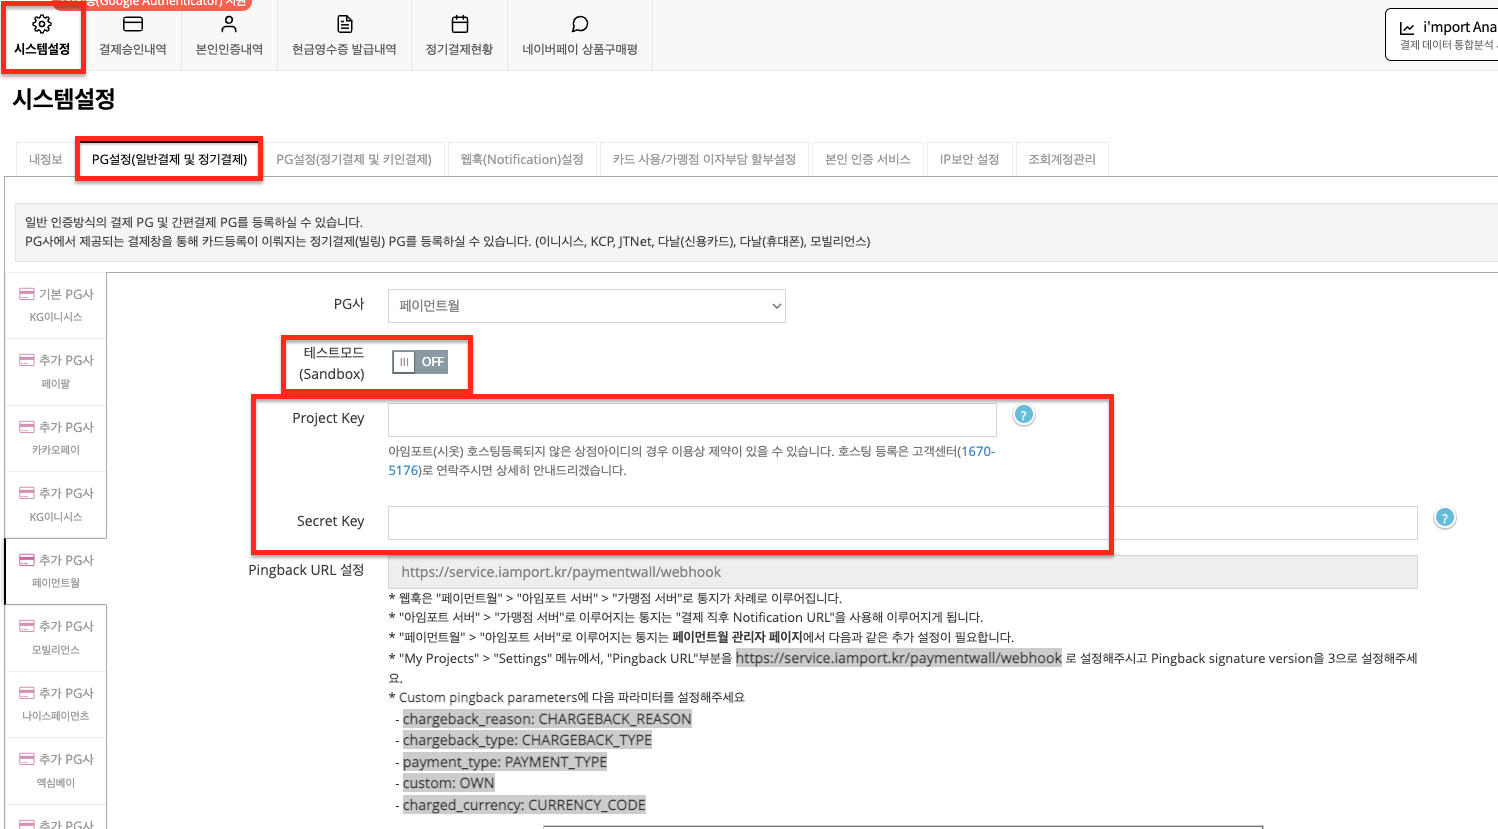 (Google Authenticator) 지원
시스템설정
결제승인내역
본인인증내역
현금영수증 발급내역
정기결제현황
네이버페이 상품구매평
i'mport Ana
결제 데이터 통합분석
시스템설정
내정보
PG설정(일반결제 및 정기결제)
PG설정(정기결제 및 키인결제)
웹훅(Notification)설정
카드 사용/가맹점 이자부담 할부설정
본인 인증 서비스
IP보안 설정
조회계정관리
일반 인증방식의 결제 PG 및 간편결제 PG를 등록하실 수 있습니다.
PG사에서 제공되는 결제창을 통해 카드등록이 이뤄지는 정기결제(빌링) PG를 등록하실 수 있습니다. (이니시스, KCP, JTNet, 다날(신용카드), 다날(휴대폰), 모빌리언스)
기본 PG사
KG이니시스
추가 PG사
페이팔
추가 PG사
카카오페이
추가 PG사
KG이니시스
추가 PG사
페이먼트월
추가 PG사
모빌리언스
추가 PG사
나이스페이먼츠
추가 PG사
엑심베이
추가 PG사
PG사
페이먼트월
테스트모드
(Sandbox)
OFF
Project Key
?
아임포트(시옷) 호스팅등록되지 않은 상점아이디의 경우 이용상 제약이 있을 수 있습니다. 호스팅 등록은 고객센터(1670-
5176)로 연락주시면 상세히 안내드리겠습니다.
Secret Key
?
Pingback URL 설정
https://service.iamport.kr/paymentwall/webhook
* 웹훅은 "페이먼트월" > "아임포트 서버" > "가맹점 서버"로 통지가 차례로 이루어집니다.
* "아임포트 서버" > "가맹점 서버"로 이루어지는 통지는 "결제 직후 Notification URL"을 사용해 이루어지게 됩니다.
* "페이먼트월" > "아임포트 서버"로 이루어지는 통지는 페이먼트월 관리자 페이지에서 다음과 같은 추가 설정이 필요합니다.
* "My Projects" > "Settings" 메뉴에서, "Pingback URL"부분을 https://service.iamport.kr/paymentwall/webhook 로 설정해주시고 Pingback signature version을 3으로 설정해주세
요.
* Custom pingback parameters에 다음 파라미터를 설정해주세요
- chargeback_reason: CHARGEBACK_REASON
- chargeback_type: CHARGEBACK_TYPE
- payment_type: PAYMENT_TYPE
- custom: OWN
- charged_currency: CURRENCY_CODE